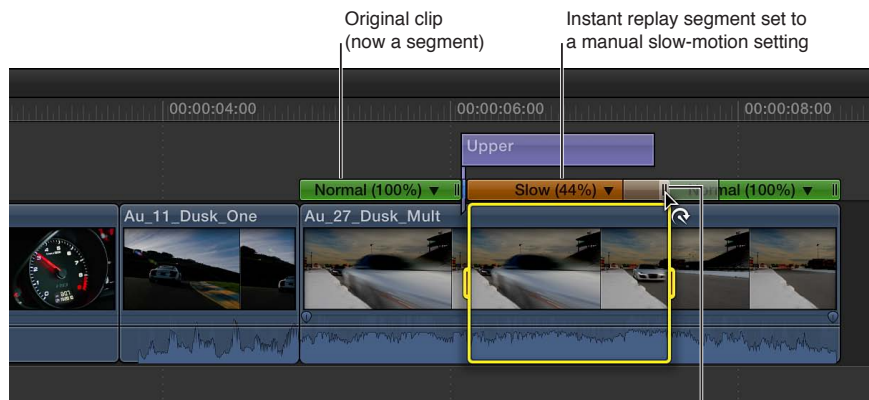 Original clip
(now a segment)
Instant replay segment set to
a manual slow-motion setting
00:00:04:00
00:00:06:00
00:00:08:00
Upper
Normal (100%)
Slow (44%)
Normal (100%)
Au_11_Dusk_One
Au_27_Dusk_Mult